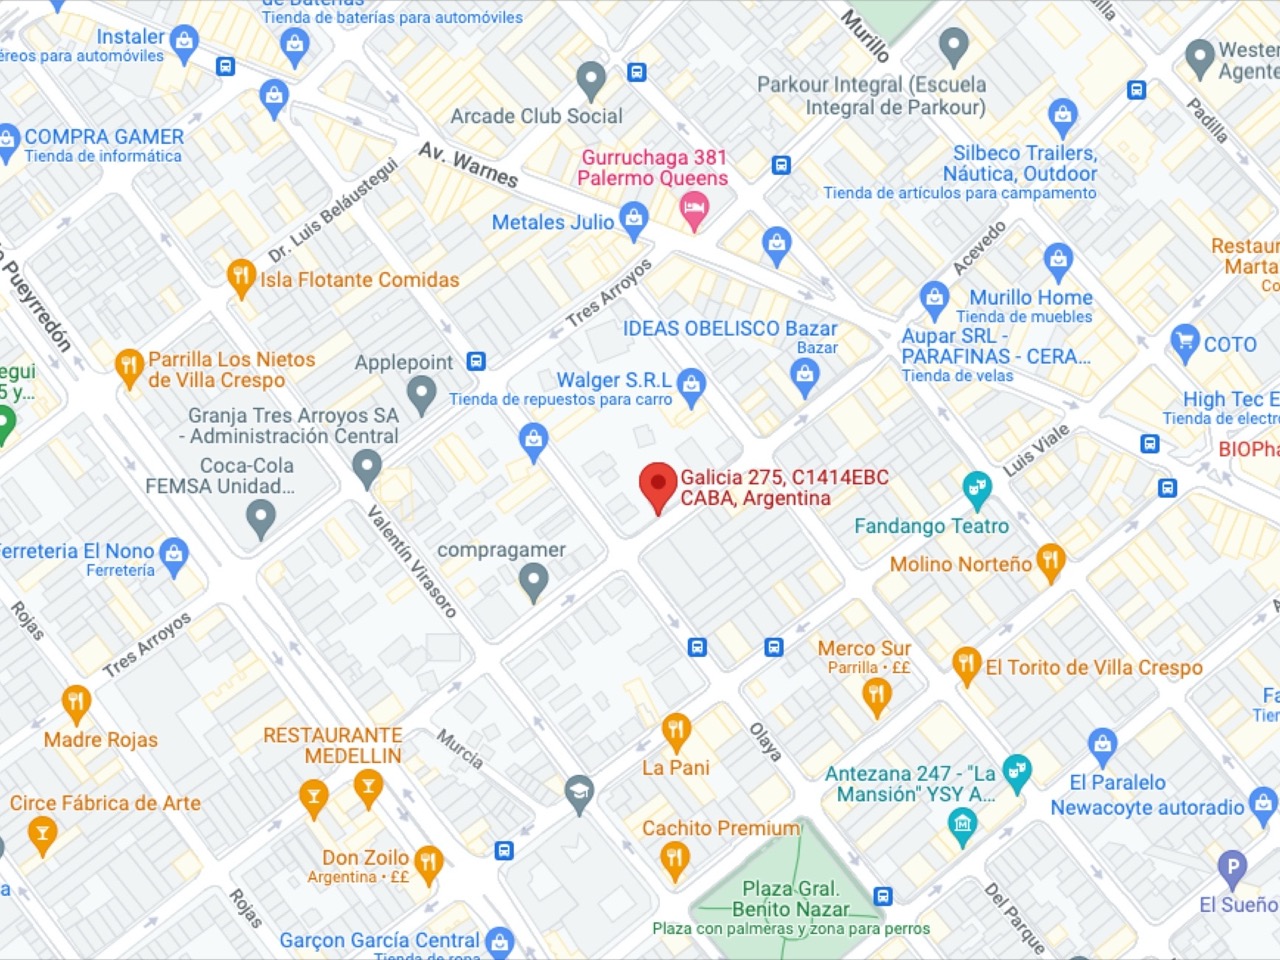 de Baterías
Tienda de baterías para automóviles
Instaler
éreos para automóviles
Murillo
Parkour Integral (Escuela
Integral de Parkour)
Wester
Agente
Padilla
illa
Arcade Club Social
COMPRA GAMER
Tienda de informática
Av. Warnes
Gurruchaga 381
Palermo Queens
Silbeco Trailers,
Náutica, Outdoor
Tienda de artículos para campamento
Dr. Luis Beláustegui
Metales Julio
Acevedo
Restaur
Marta
Co
Isla Flotante Comidas
Tres Arroyos
o Pueyrredón
Murillo Home
Tienda de muebles
IDEAS OBELISCO Bazar
Bazar
Aupar SRL -
PARAFINAS - CERA...
Tienda de velas
COTO
Parrilla Los Nietos
de Villa Crespo
Applepoint
egui
5 y...
Walger S.R.L
Tienda de repuestos para carro
High Tec E
Tienda de electro
Granja Tres Arroyos SA
- Administración Central
Luis Viale
BIOPha
Coca-Cola
FEMSA Unidad...
Galicia 275, C1414EBC
CABA, Argentina
Fandango Teatro
Valentín Virasoro
Ferreteria El Nono
Ferretería
compragamer
Molino Norteño
Rojas
Tres Arroyos
Merco Sur
Parrilla • ££
El Torito de Villa Crespo
Fa
Tien
Madre Rojas
RESTAURANTE
MEDELLIN
Murcia
Olaya
La Pani
Antezana 247 - "La
Mansión" YSY A...
El Paralelo
Newacoyte autoradio
Circe Fábrica de Arte
Cachito Premium
Don Zoilo
Argentina • ££
P
a
Rojas
Plaza Gral.
Benito Nazar
Plaza con palmeras y zona para perros
Del Parque
El Sueño
Garçon García Central
Tienda de ropa